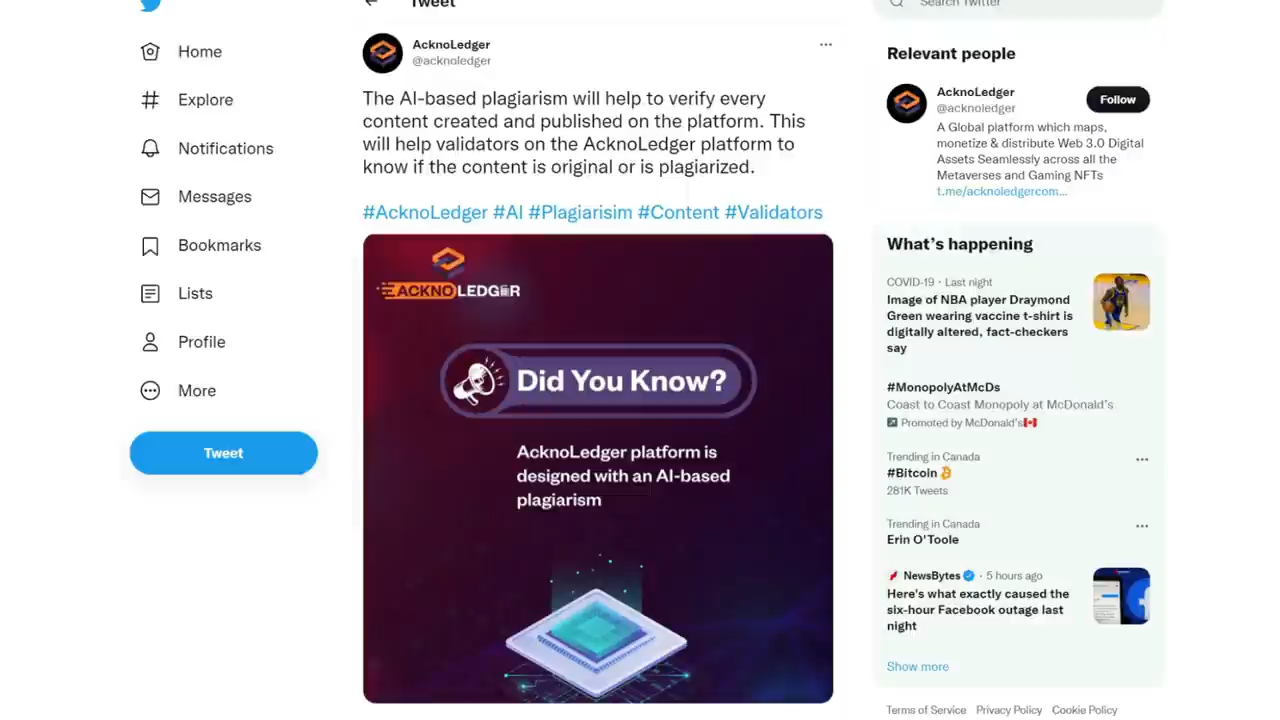 Tweet
Search Twitter
Home
Explore
Notifications
Messages
Bookmarks
Lists
Profile
More
Tweet
AcknoLedger
@acknoledger
The AI-based plagiarism will help to verify every
content created and published on the platform. This
will help validators on the AcknoLedger platform to
know if the content is original or is plagiarized.
#AcknoLedger #AI #Plagiarisim #Content #Validators
ACKNOLEDGER
Did You Know?
AcknoLedger platform is
designed with an AI-based
plagiarism
Relevant people
AcknoLedger
@acknoledger
Follow
A Global platform which maps,
monetize & distribute Web 3.0 Digital
Assets Seamlessly across all the
Metaverses and Gaming NFTs
t.me/acknoledgercom...
What's happening
COVID-19 · Last night
Image of NBA player Draymond
Green wearing vaccine t-shirt is
digitally altered, fact-checkers
say
#MonopolyAtMcDs
Coast to Coast Monopoly at McDonald's
Promoted by McDonald's
Trending in Canada
#Bitcoin
281K Tweets
Trending in Canada
Erin O'Toole
NewsBytes · 5 hours ago
Here's what exactly caused the
six-hour Facebook outage last
night
Show more
Terms of Service Privacy Policy Cookie Policy